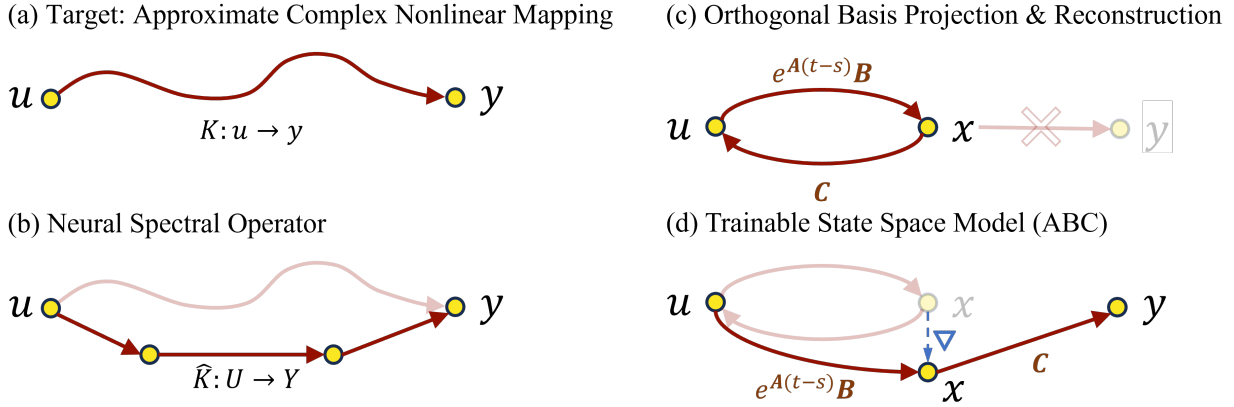 (a) Target: Approximate Complex Nonlinear Mapping
u
y
K: u → y
(b) Neural Spectral Operator
u
y
K̂: U → Y
(c) Orthogonal Basis Projection & Reconstruction
e^{A(t−s)}B
u
x
y
C
(d) Trainable State Space Model (ABC)
u
x
y
∇
e^{A(t−s)}B
x
C